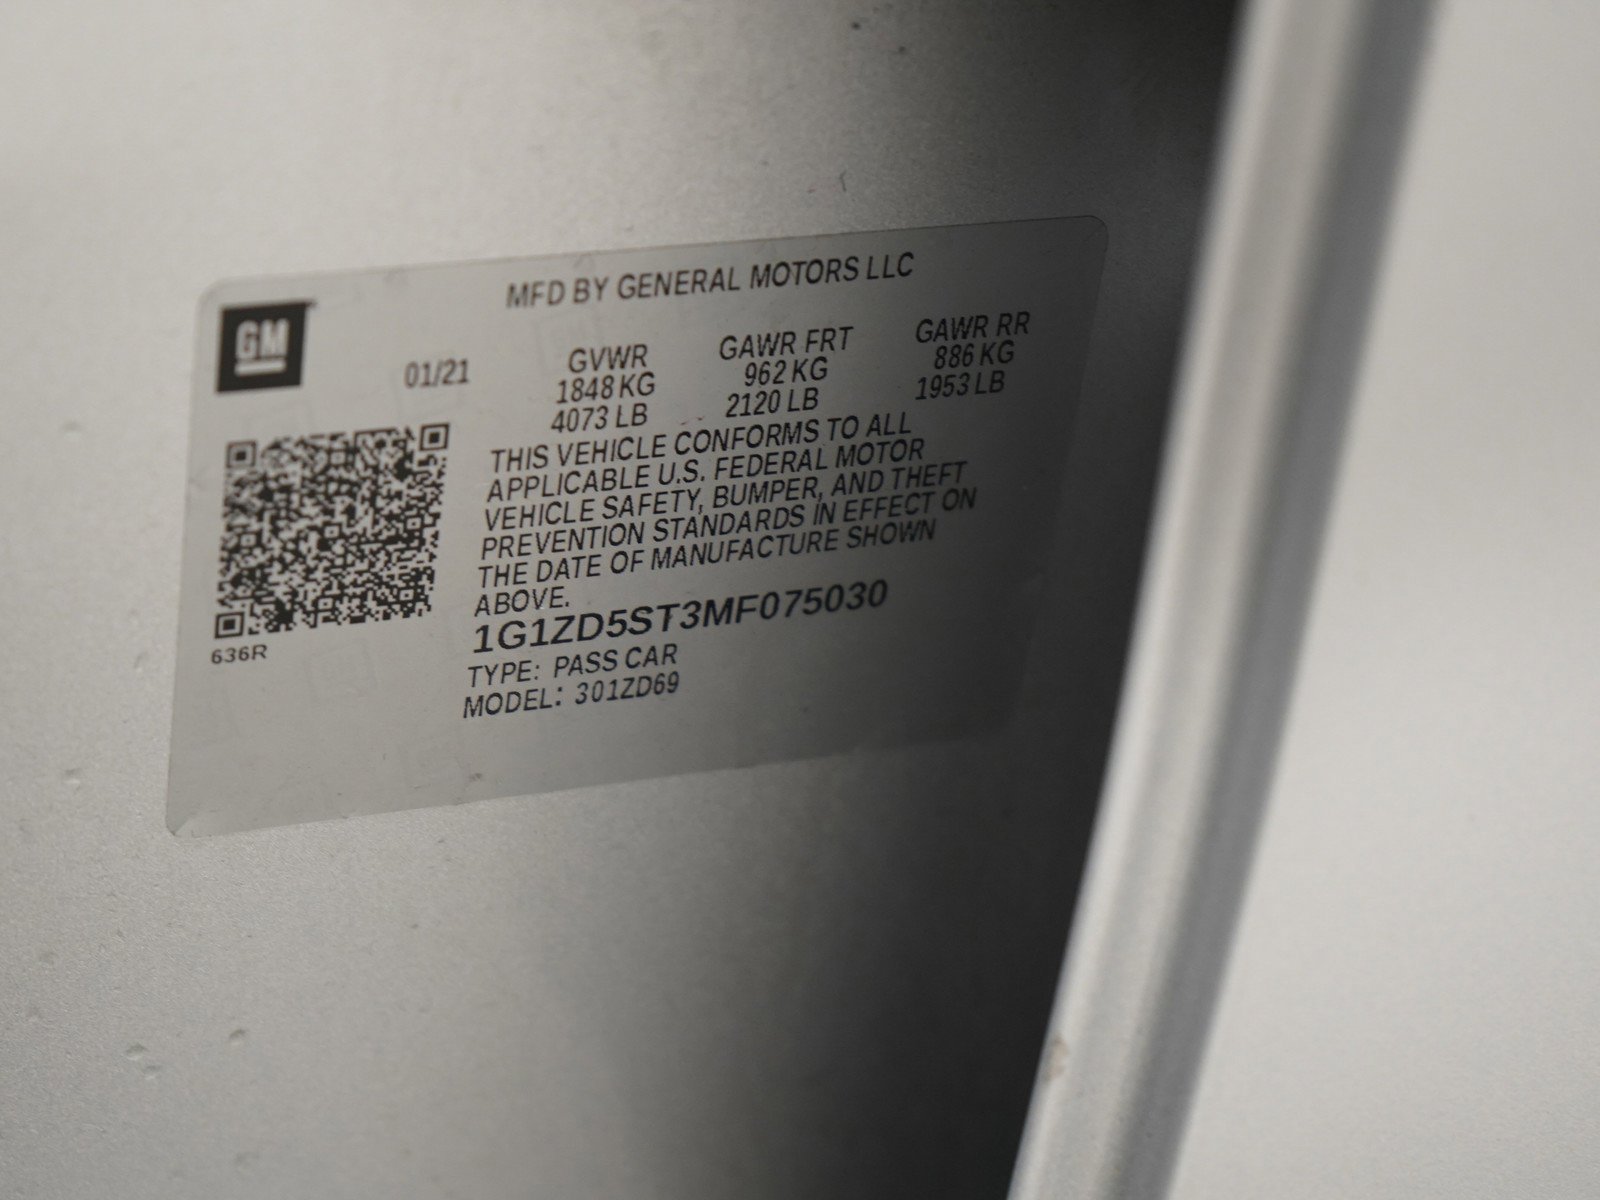 MFD BY GENERAL MOTORS LLC
GM
01/21
GVWR GAWR FRT GAWR RR
1848 KG 962 KG 886 KG
4073 LB 2120 LB 1953 LB
THIS VEHICLE CONFORMS TO ALL
APPLICABLE U.S. FEDERAL MOTOR
VEHICLE SAFETY, BUMPER, AND THEFT
PREVENTION STANDARDS IN EFFECT ON
THE DATE OF MANUFACTURE SHOWN
ABOVE.
1G1ZD5ST3MF075030
TYPE: PASS CAR
MODEL: 301ZD69
636R